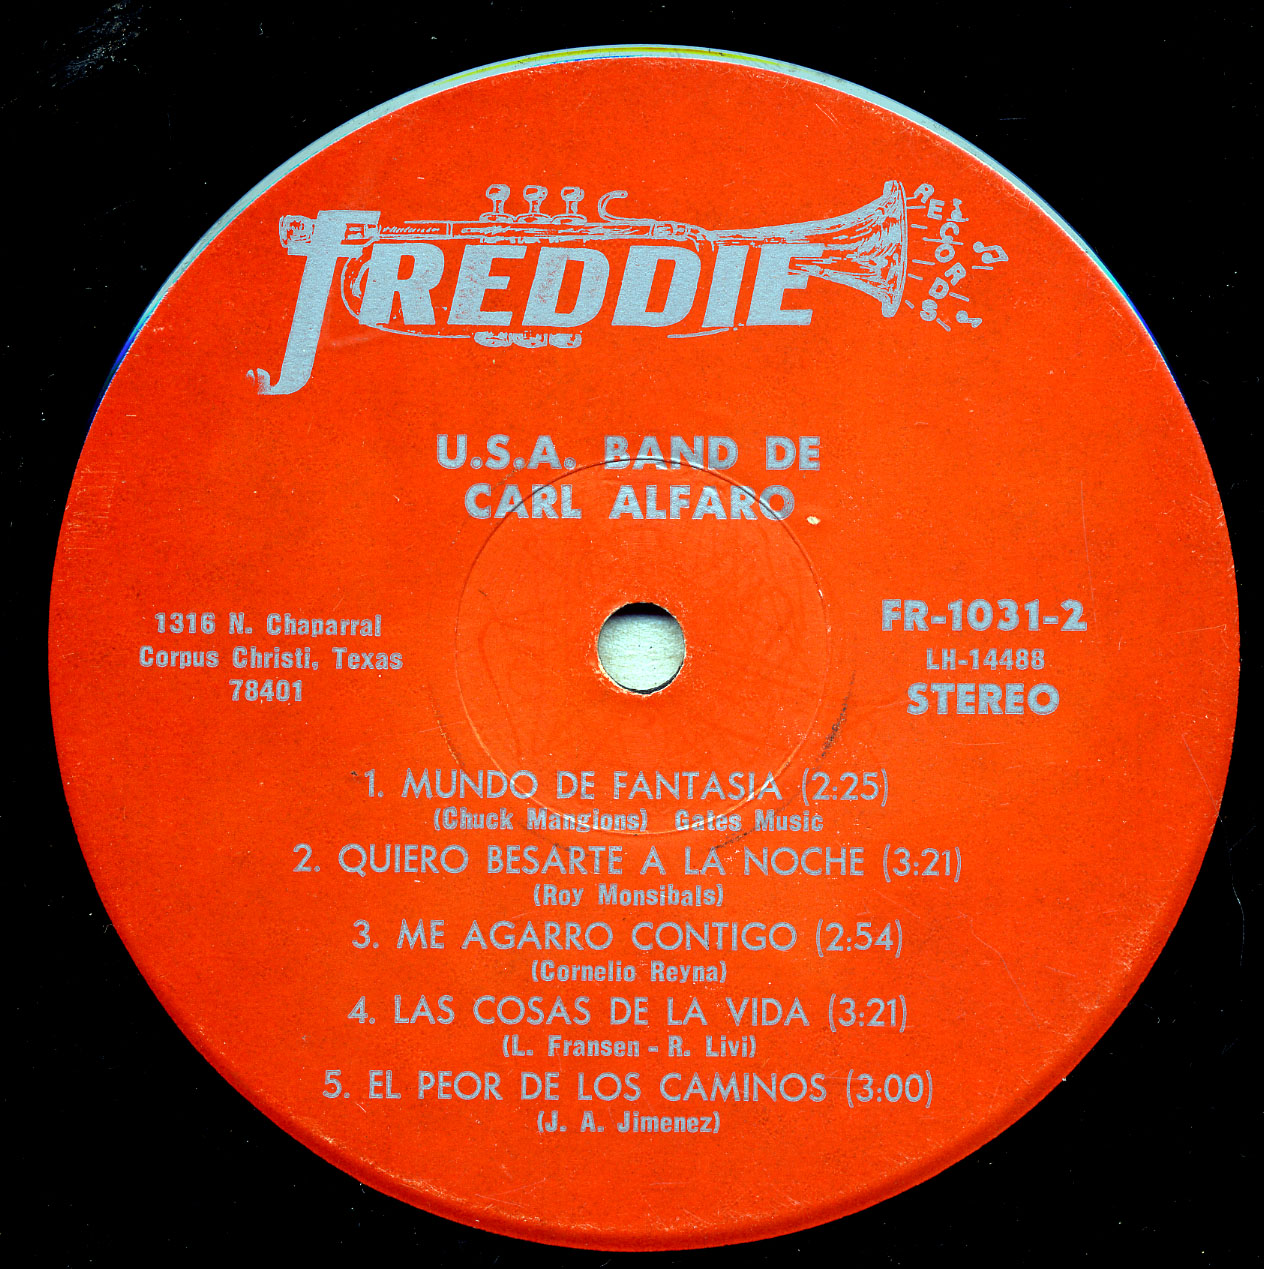 FREDDIE
RECORDS
U.S.A. BAND DE
CARL ALFARO
1316 N. Chaparral
Corpus Christi, Texas
78401
FR-1031-2
LH-14488
STEREO
1. MUNDO DE FANTASIA (2:25)
(Chuck Mangions) Gates Music
2. QUIERO BESARTE A LA NOCHE (3:21)
(Roy Monsibals)
3. ME AGARRO CONTIGO (2:54)
(Cornelio Reyna)
4. LAS COSAS DE LA VIDA (3:21)
(L. Fransen - R. Livi)
5. EL PEOR DE LOS CAMINOS (3:00)
(J. A. Jimenez)